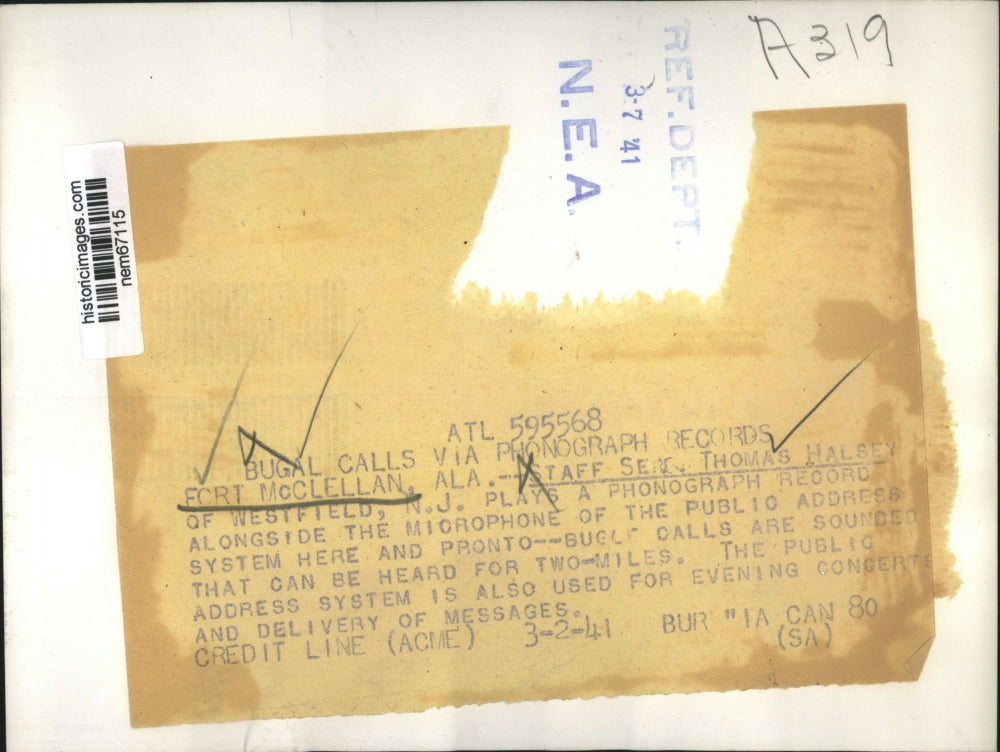 A319
REF. DEPT.
3-7 '41
N.E.A.
historicimages.com
nem67115
ATL 595568
BUGAL CALLS VIA PHONOGRAPH RECORDS
FORT McCLELLAN, ALA.--STAFF SERG. THOMAS HALSEY
OF WESTFIELD, N.J. PLAYS A PHONOGRAPH RECORD
ALONGSIDE THE MICROPHONE OF THE PUBLIC ADDRESS
SYSTEM HERE AND PRONTO--BUGLE CALLS ARE SOUNDED
THAT CAN BE HEARD FOR TWO-MILES. THE PUBLIC
ADDRESS SYSTEM IS ALSO USED FOR EVENING CONCERTS
AND DELIVERY OF MESSAGES.
CREDIT LINE (ACME) 3-2-41 BUR "IA CAN 80
(SA)